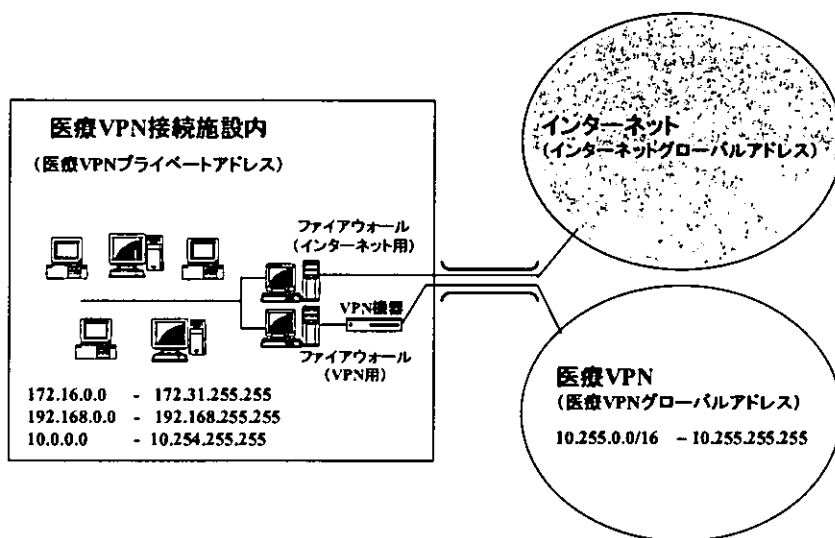 医療VPN接続施設内
(医療VPNプライベートアドレス)
ファイアウォール
(インターネット用)
VPN機器
ファイアウォール
(VPN用)
172.16.0.0 - 172.31.255.255
192.168.0.0 - 192.168.255.255
10.0.0.0 - 10.254.255.255
インターネット
(インターネットグローバルアドレス)
医療VPN
(医療VPNグローバルアドレス)
10.255.0.0/16 - 10.255.255.255